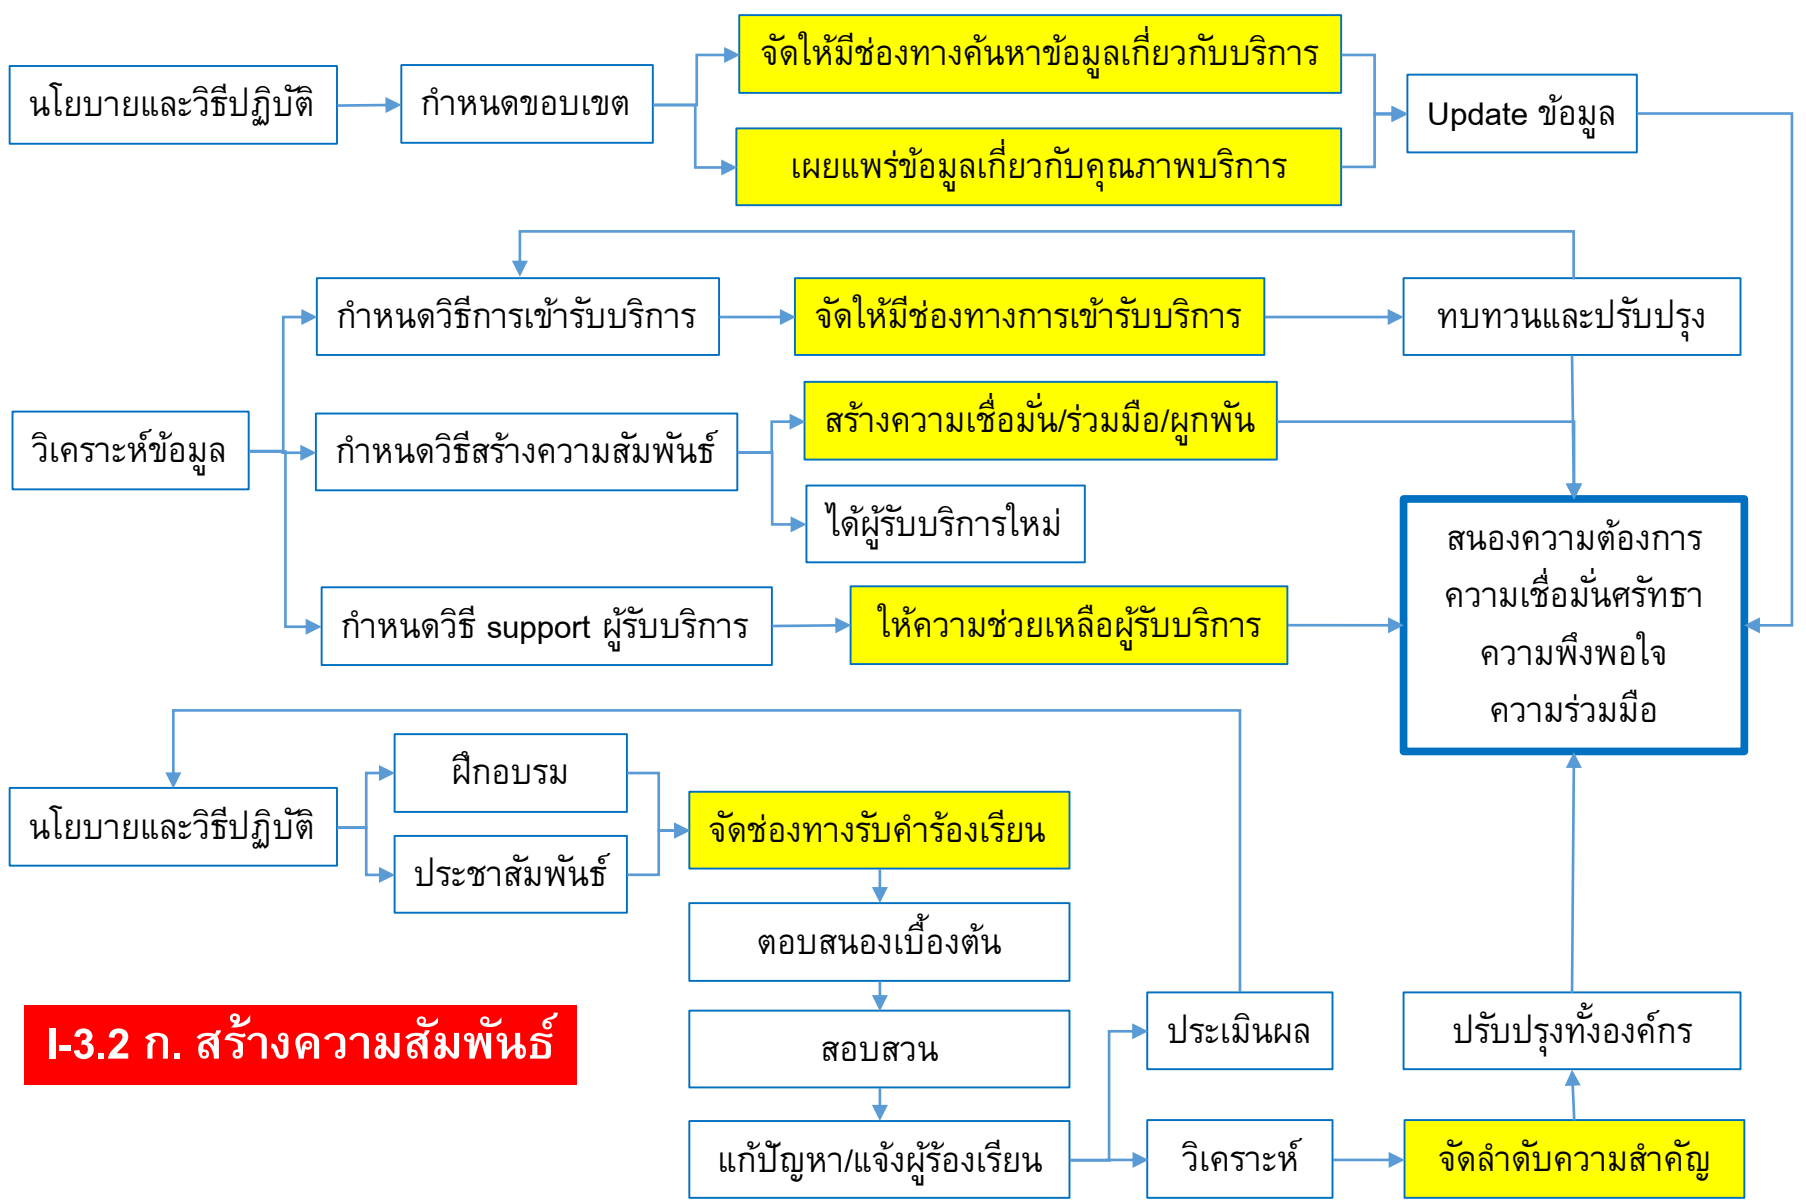 จัดให้มีช่องทางค้นหาข้อมูลเกี่ยวกับบริการ
นโยบายและวิธีปฏิบัติ
กำหนดขอบเขต
Update ข้อมูล
เผยแพร่ข้อมูลเกี่ยวกับคุณภาพบริการ
กำหนดวิธีการเข้ารับบริการ
จัดให้มีช่องทางการเข้ารับบริการ
ทบทวนและปรับปรุง
สร้างความเชื่อมั่น/ร่วมมือ/ผูกพัน
วิเคราะห์ข้อมูล
กำหนดวิธีสร้างความสัมพันธ์
ได้ผู้รับบริการใหม่
สนองความต้องการ
ความเชื่อมั่นศรัทธา
ความพึงพอใจ
ความร่วมมือ
กำหนดวิธี support ผู้รับบริการ
ให้ความช่วยเหลือผู้รับบริการ
ฝึกอบรม
นโยบายและวิธีปฏิบัติ
จัดช่องทางรับคำร้องเรียน
ประชาสัมพันธ์
ตอบสนองเบื้องต้น
I-3.2 ก. สร้างความสัมพันธ์
สอบสวน
ประเมินผล
ปรับปรุงทั้งองค์กร
แก้ปัญหา/แจ้งผู้ร้องเรียน
วิเคราะห์
จัดลำดับความสำคัญ